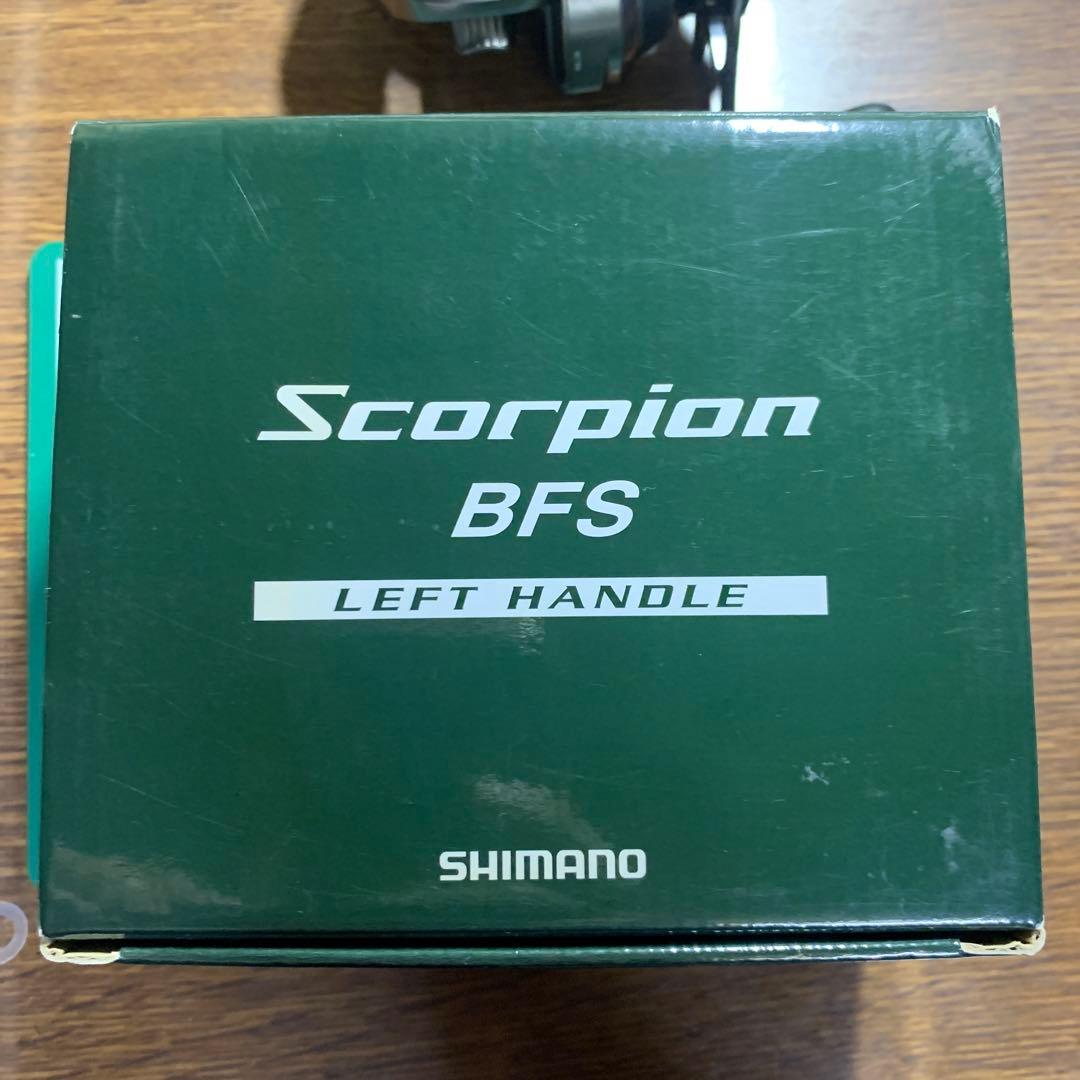 Scorpion
BFS
LEFT HANDLE
SHIMANO